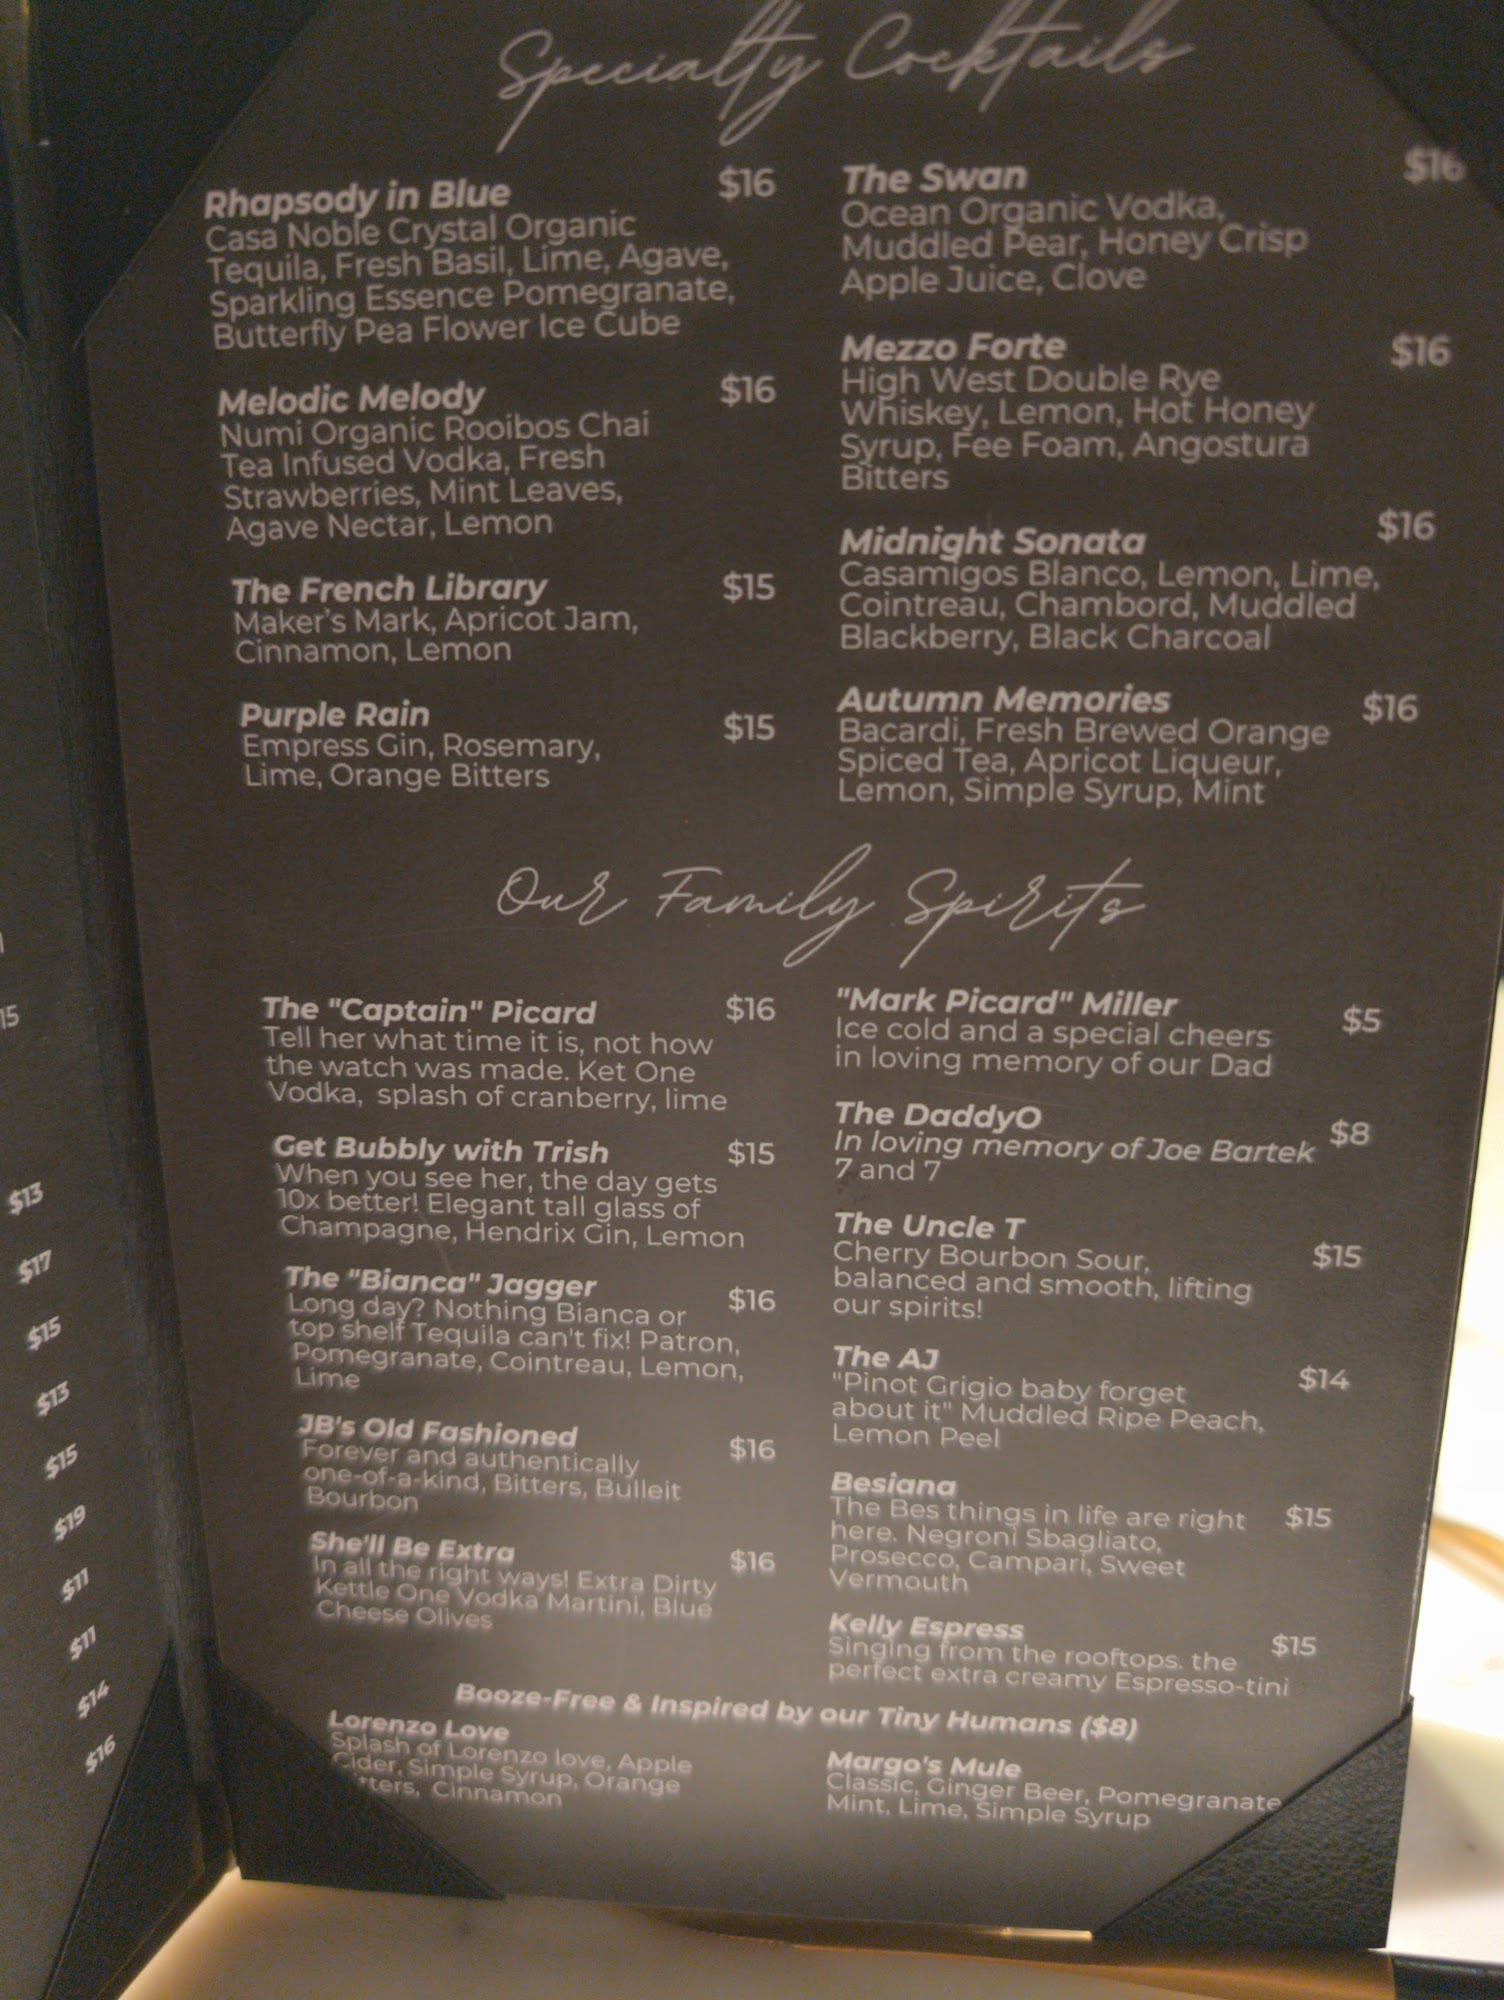 Specialty Cocktails
Rhapsody in Blue $16
Casa Noble Crystal Organic
Tequila, Fresh Basil, Lime, Agave,
Sparkling Essence Pomegranate,
Butterfly Pea Flower Ice Cube
Melodic Melody $16
Numi Organic Rooibos Chai
Tea Infused Vodka, Fresh
Strawberries, Mint Leaves,
Agave Nectar, Lemon
The French Library $15
Maker's Mark, Apricot Jam,
Cinnamon, Lemon
Purple Rain $15
Empress Gin, Rosemary,
Lime, Orange Bitters
The Swan $16
Ocean Organic Vodka,
Muddled Pear, Honey Crisp
Apple Juice, Clove
Mezzo Forte $16
High West Double Rye
Whiskey, Lemon, Hot Honey
Syrup, Fee Foam, Angostura
Bitters
Midnight Sonata $16
Casamigos Blanco, Lemon, Lime,
Cointreau, Chambord, Muddled
Blackberry, Black Charcoal
Autumn Memories $16
Bacardi, Fresh Brewed Orange
Spiced Tea, Apricot Liqueur,
Lemon, Simple Syrup, Mint
Our Family Spirits
The "Captain" Picard $16
Tell her what time it is, not how
the watch was made. Ket One
Vodka, splash of cranberry, lime
Get Bubbly with Trish $15
When you see her, the day gets
10x better! Elegant tall glass of
Champagne, Hendrix Gin, Lemon
The "Bianca" Jagger $16
Long day? Nothing Bianca or
top shelf Tequila can't fix! Patron,
Pomegranate, Cointreau, Lemon,
Lime
JB's Old Fashioned $16
Forever and authentically
one-of-a-kind, Bitters, Bulleit
Bourbon
She'll Be Extra $16
In all the right ways! Extra Dirty
Kettle One Vodka Martini, Blue
Cheese Olives
"Mark Picard" Miller $5
Ice cold and a special cheers
in loving memory of our Dad
The DaddyO $8
In loving memory of Joe Bartek
7 and 7
The Uncle T $15
Cherry Bourbon Sour,
balanced and smooth, lifting
our spirits!
The AJ $14
"Pinot Grigio baby forget
about it" Muddled Ripe Peach,
Lemon Peel
Besiana $15
The Bes things in life are right
here. Negroni Sbagliato,
Prosecco, Campari, Sweet
Vermouth
Kelly Espress $15
Singing from the rooftops. the
perfect extra creamy Espresso-tini
Booze-Free & Inspired by our Tiny Humans ($8)
Lorenzo Love
Splash of Lorenzo love, Apple
Cider, Simple Syrup, Orange
tters, Cinnamon
Margo's Mule
Classic, Ginger Beer, Pomegranate
Mint, Lime, Simple Syrup
15
$13
$17
$15
$13
$15
$19
$11
$11
$14
$16